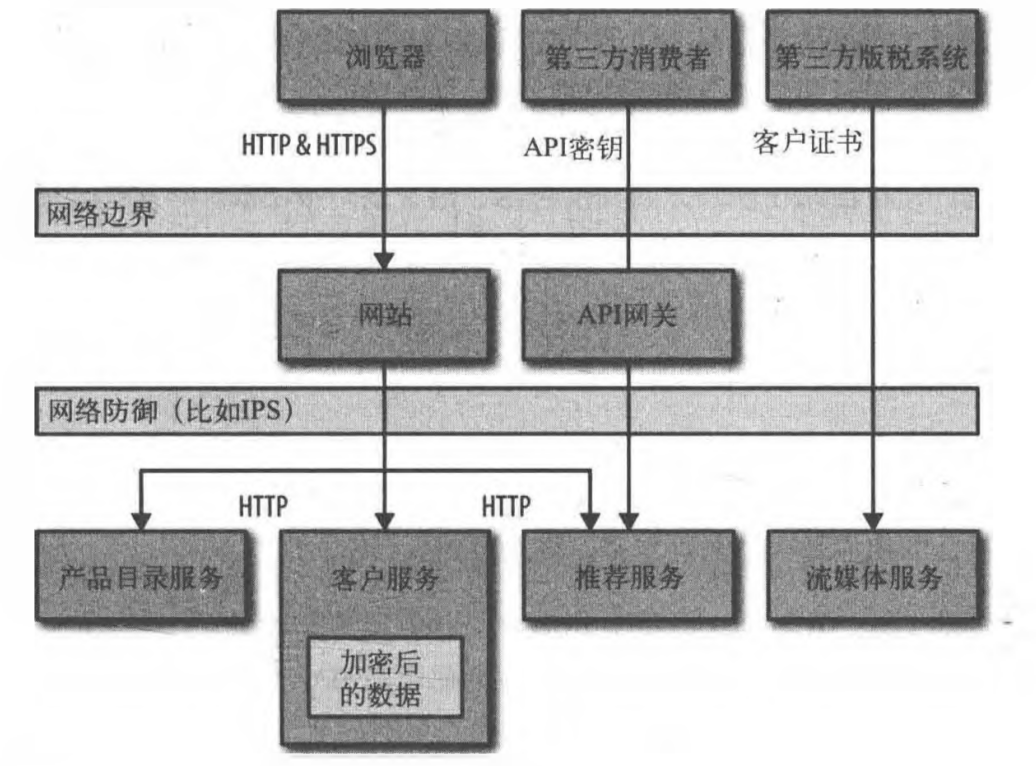 浏览器
第三方消费者
第三方版税系统
HTTP & HTTPS
API密钥
客户证书
网络边界
网站
API网关
网络防御（比如IPS）
HTTP
HTTP
产品目录服务
客户服务
推荐服务
流媒体服务
加密后
的数据